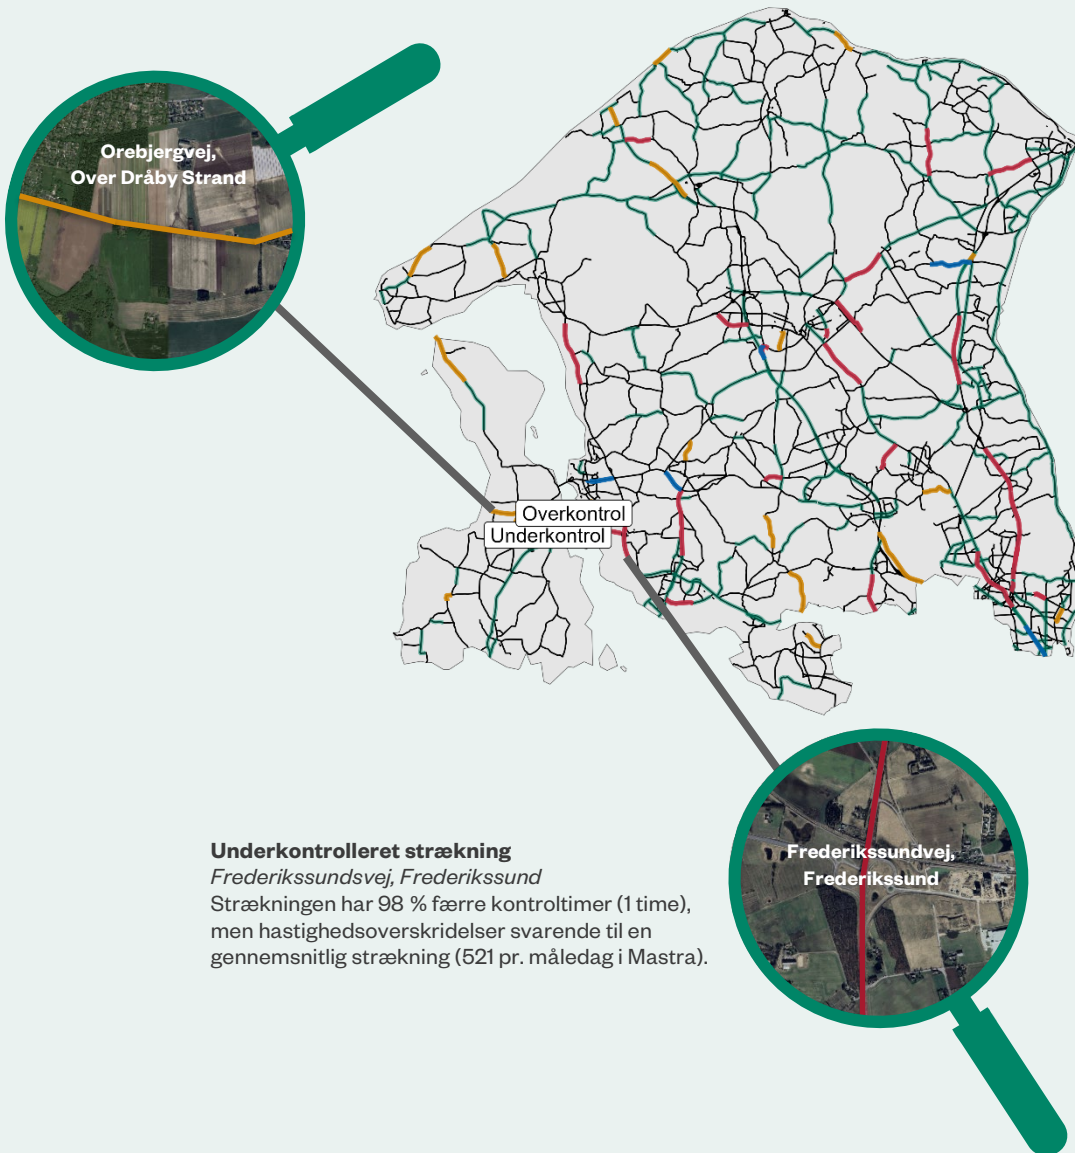 Orebjergvej,
Over Dråby Strand
Overkontrol
Underkontrol
Frederikssundvej,
Frederikssund
Underkontrolleret strækning
Frederikssundsvej, Frederikssund
Strækningen har 98 % færre kontroltimer (1 time),
men hastighedsoverskridelser svarende til en
gennemsnitlig strækning (521 pr. måledag i Mastra).